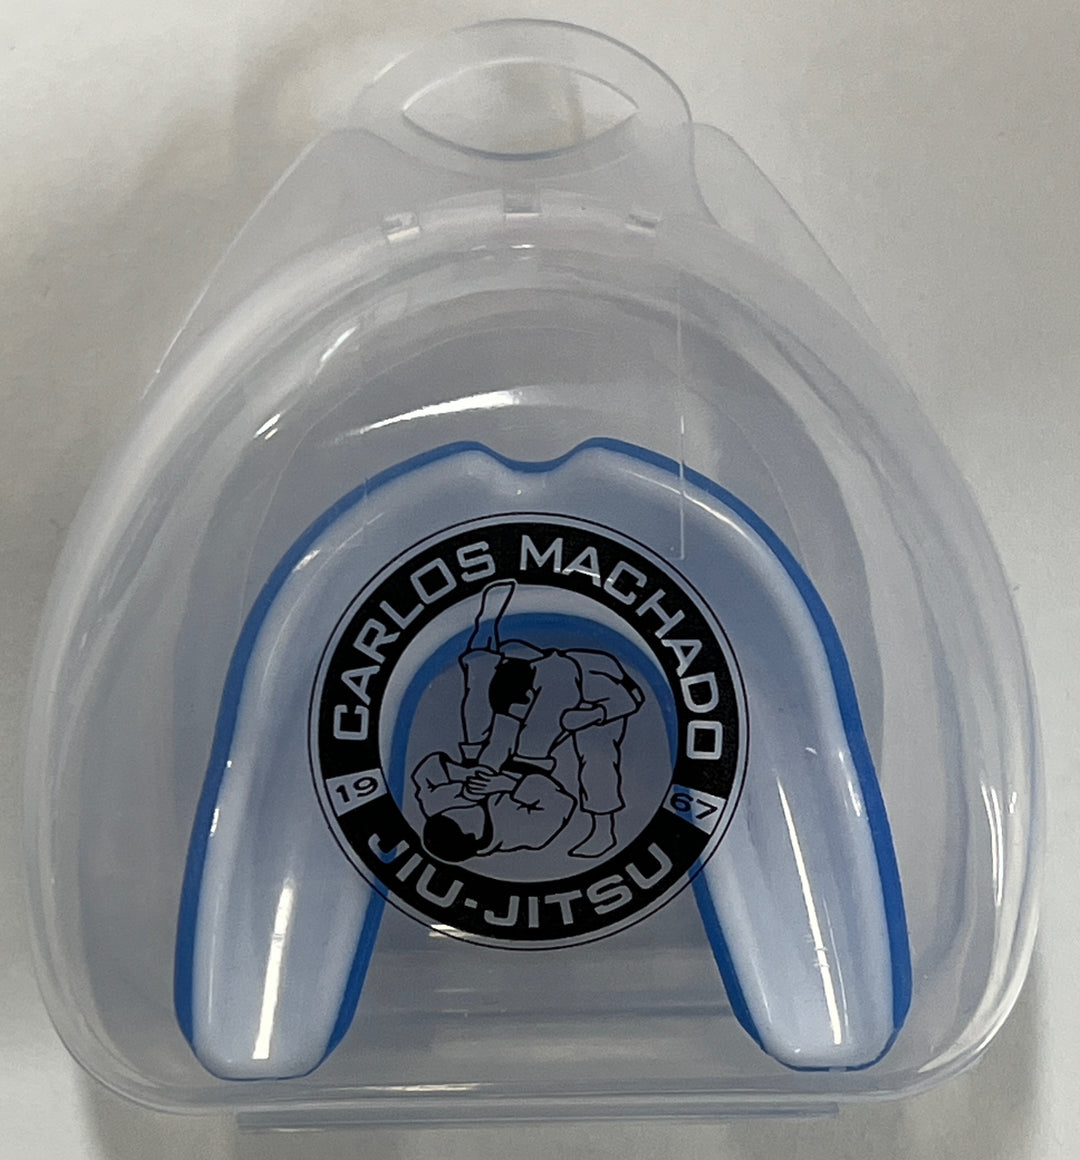 CARLOS MACHADO
19 67
JIU-JITSU